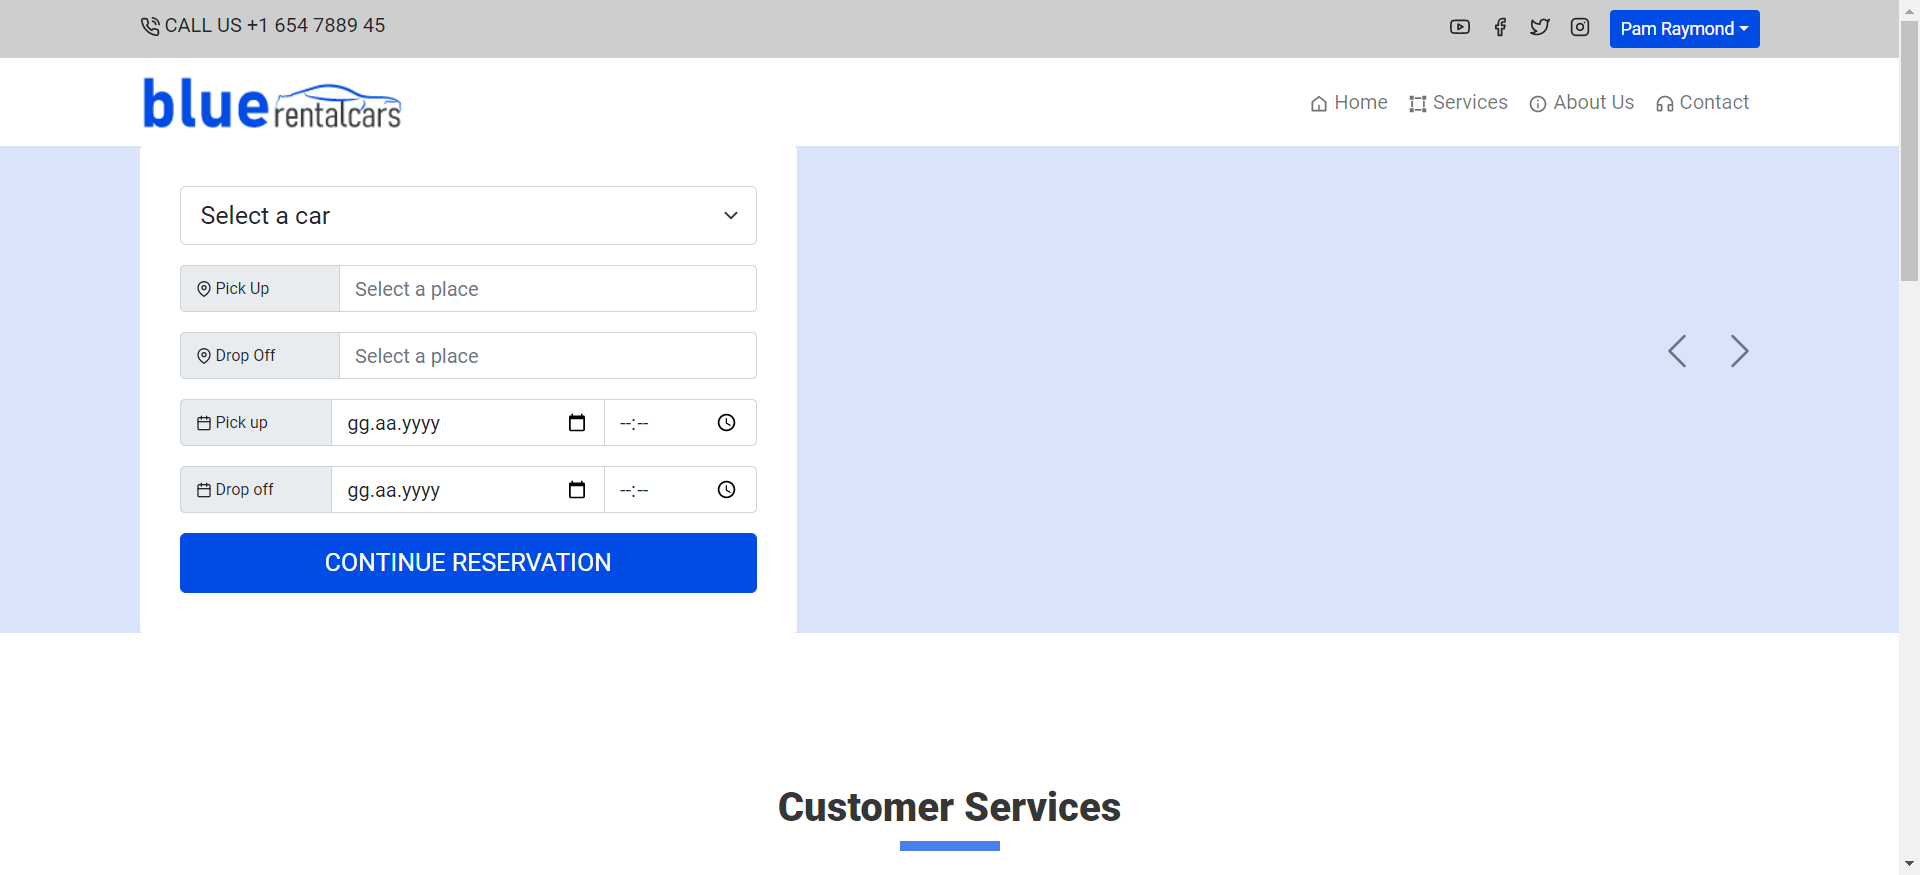 CALL US +1 654 7889 45
Pam Raymond
blue rentalcars
Home
Services
About Us
Contact
Select a car
Pick Up
Select a place
Drop Off
Select a place
Pick up
gg.aa.yyyy
--:--
Drop off
gg.aa.yyyy
--:--
CONTINUE RESERVATION
Customer Services